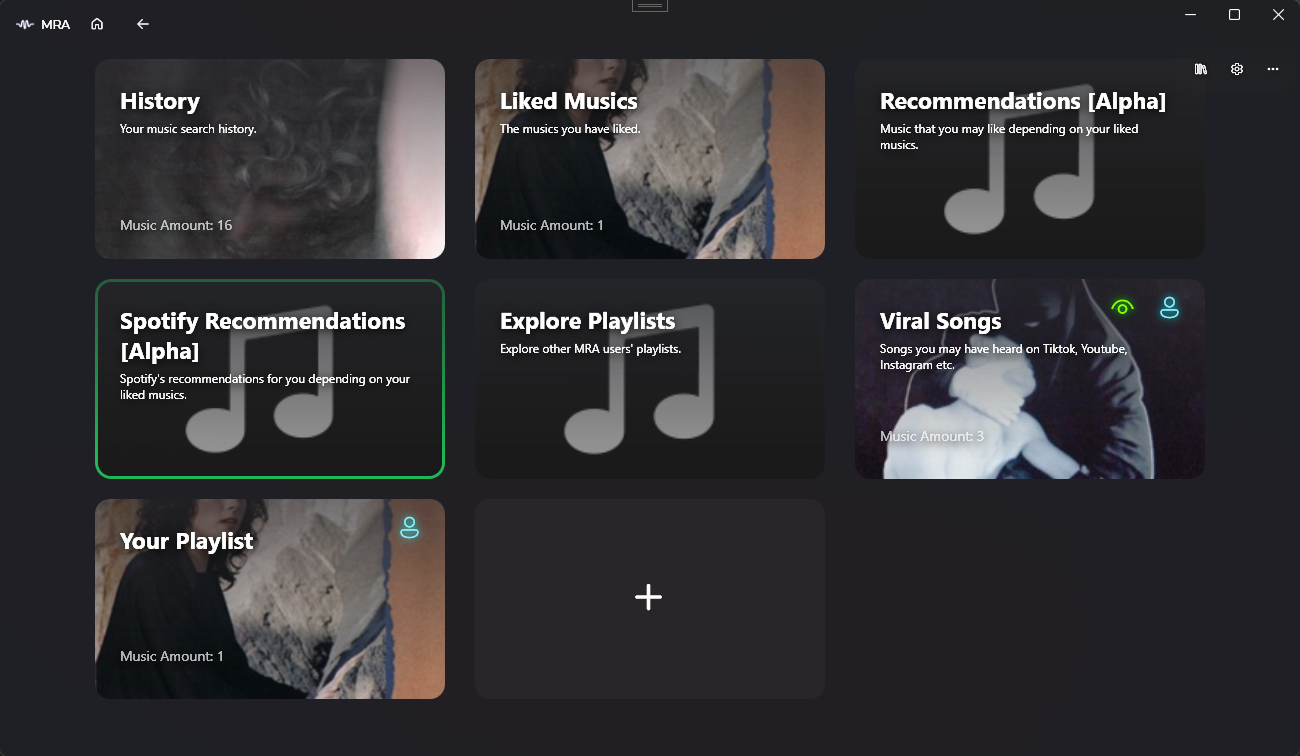 MRA
History
Your music search history.
Music Amount: 16
Liked Musics
The musics you have liked.
Music Amount: 1
Recommendations [Alpha]
Music that you may like depending on your liked
musics.
Spotify Recommendations
[Alpha]
Spotify's recommendations for you depending on your
liked musics.
Explore Playlists
Explore other MRA users' playlists.
Viral Songs
Songs you may have heard on Tiktok, Youtube,
Instagram etc.
Music Amount: 3
Your Playlist
Music Amount: 1